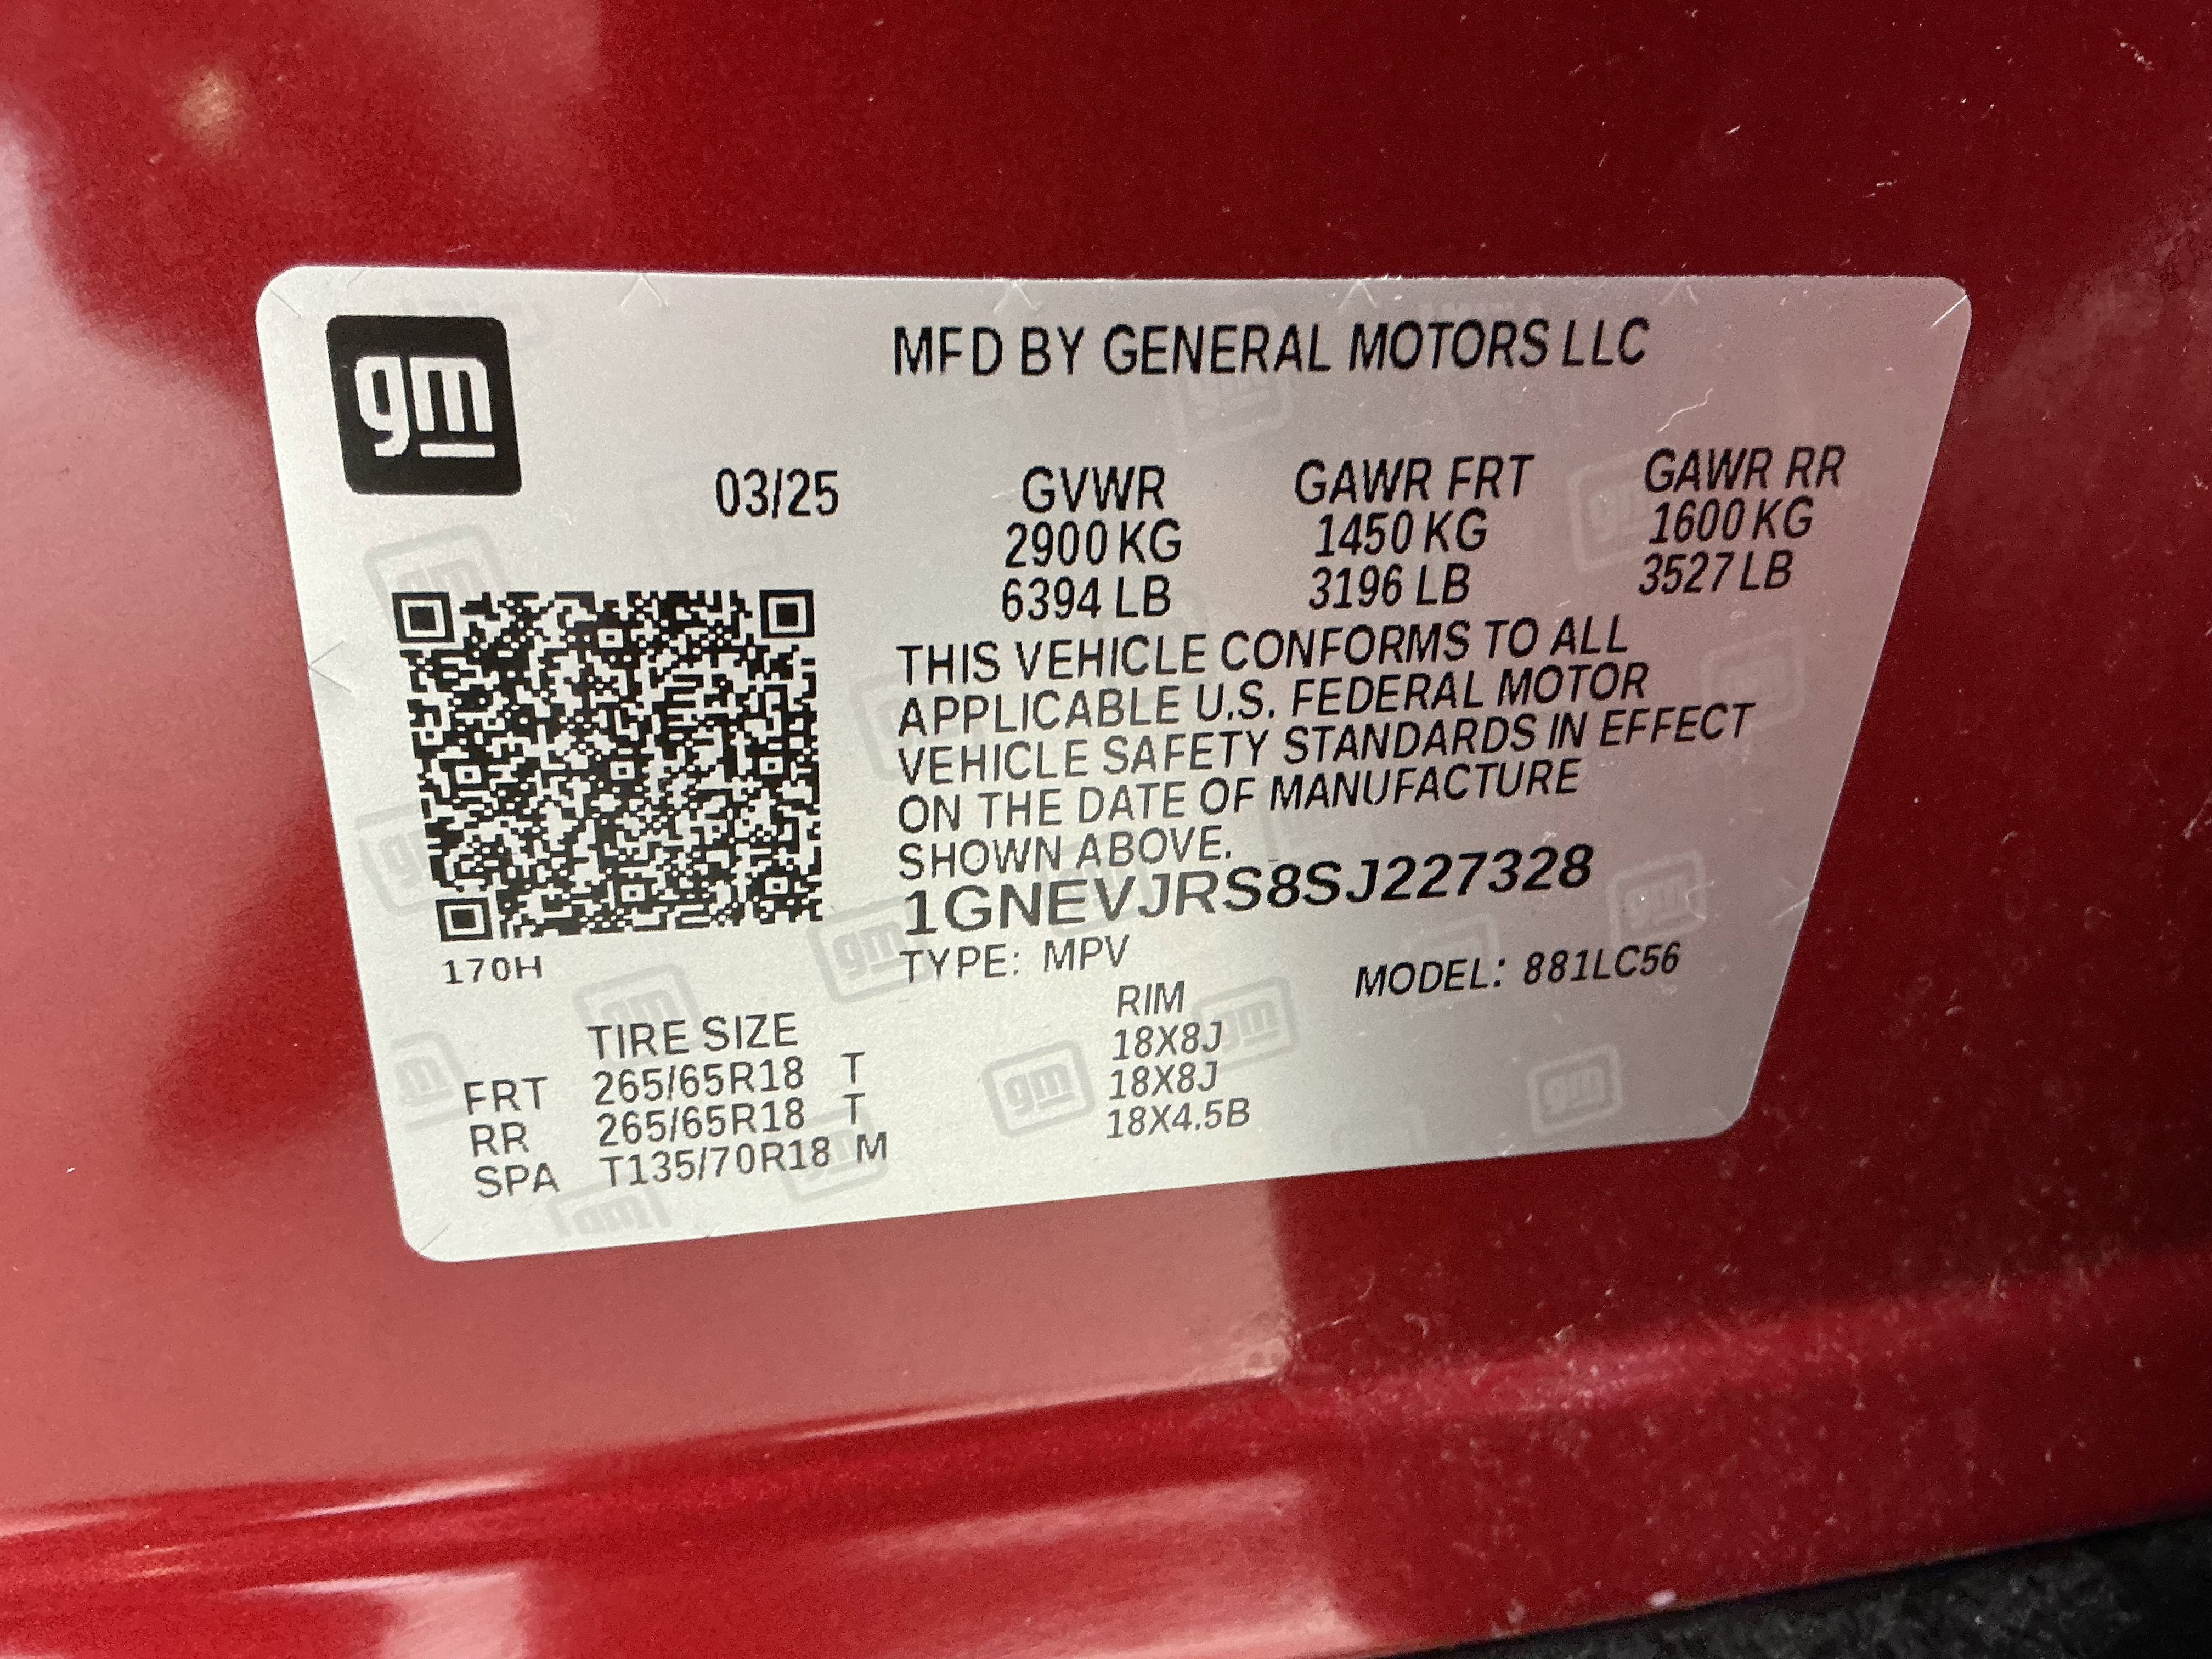 gm
MFD BY GENERAL MOTORS LLC
03/25 GVWR GAWR FRT GAWR RR
2900 KG 1450 KG 1600 KG
6394 LB 3196 LB 3527 LB
THIS VEHICLE CONFORMS TO ALL
APPLICABLE U.S. FEDERAL MOTOR
VEHICLE SAFETY STANDARDS IN EFFECT
ON THE DATE OF MANUFACTURE
SHOWN ABOVE.
1GNEVJRS8SJ227328
170H TYPE: MPV MODEL: 881LC56
TIRE SIZE RIM
FRT 265/65R18 T 18X8J
RR 265/65R18 T 18X8J
SPA T135/70R18 M 18X4.5B